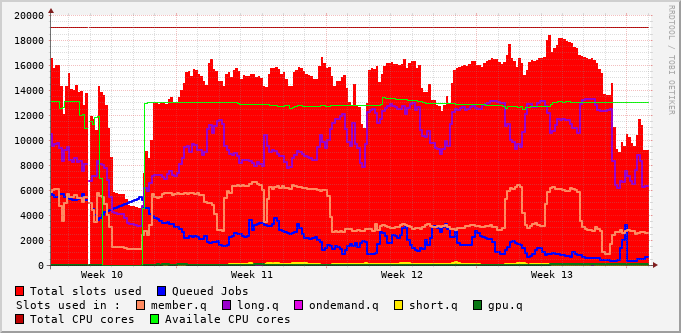 20000
18000
16000
14000
12000
10000
8000
6000
4000
2000
0
Week 10 Week 11 Week 12 Week 13
Total slots used Queued Jobs
Slots used in : member.q long.q ondemand.q short.q gpu.q
Total CPU cores Availale CPU cores
RRDTOOL / TOBI OETIKER